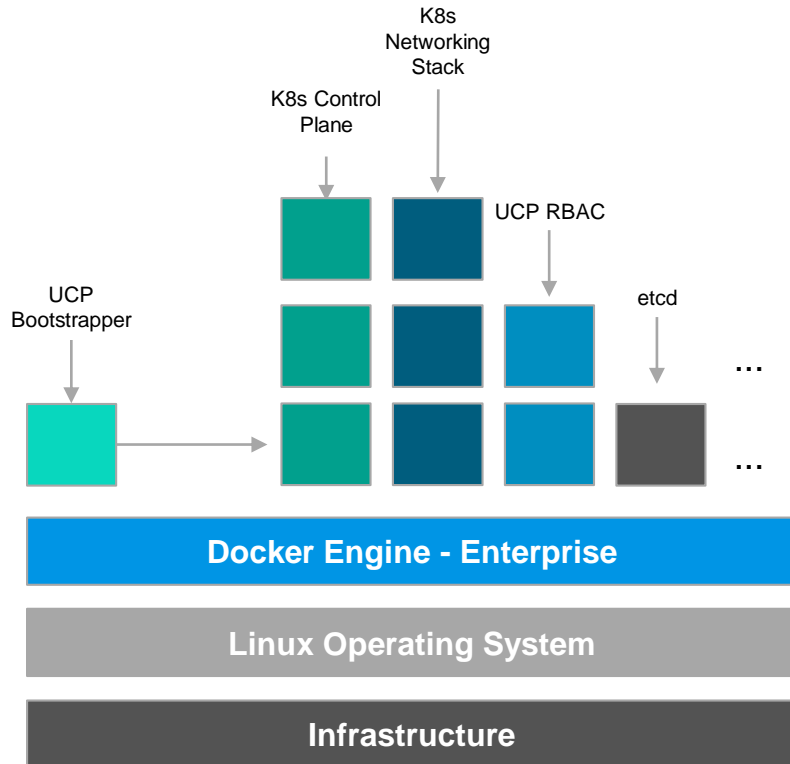 K8s
Networking
Stack
K8s Control
Plane
UCP RBAC
UCP
Bootstrapper
etcd
...
...
Docker Engine - Enterprise
Linux Operating System
Infrastructure